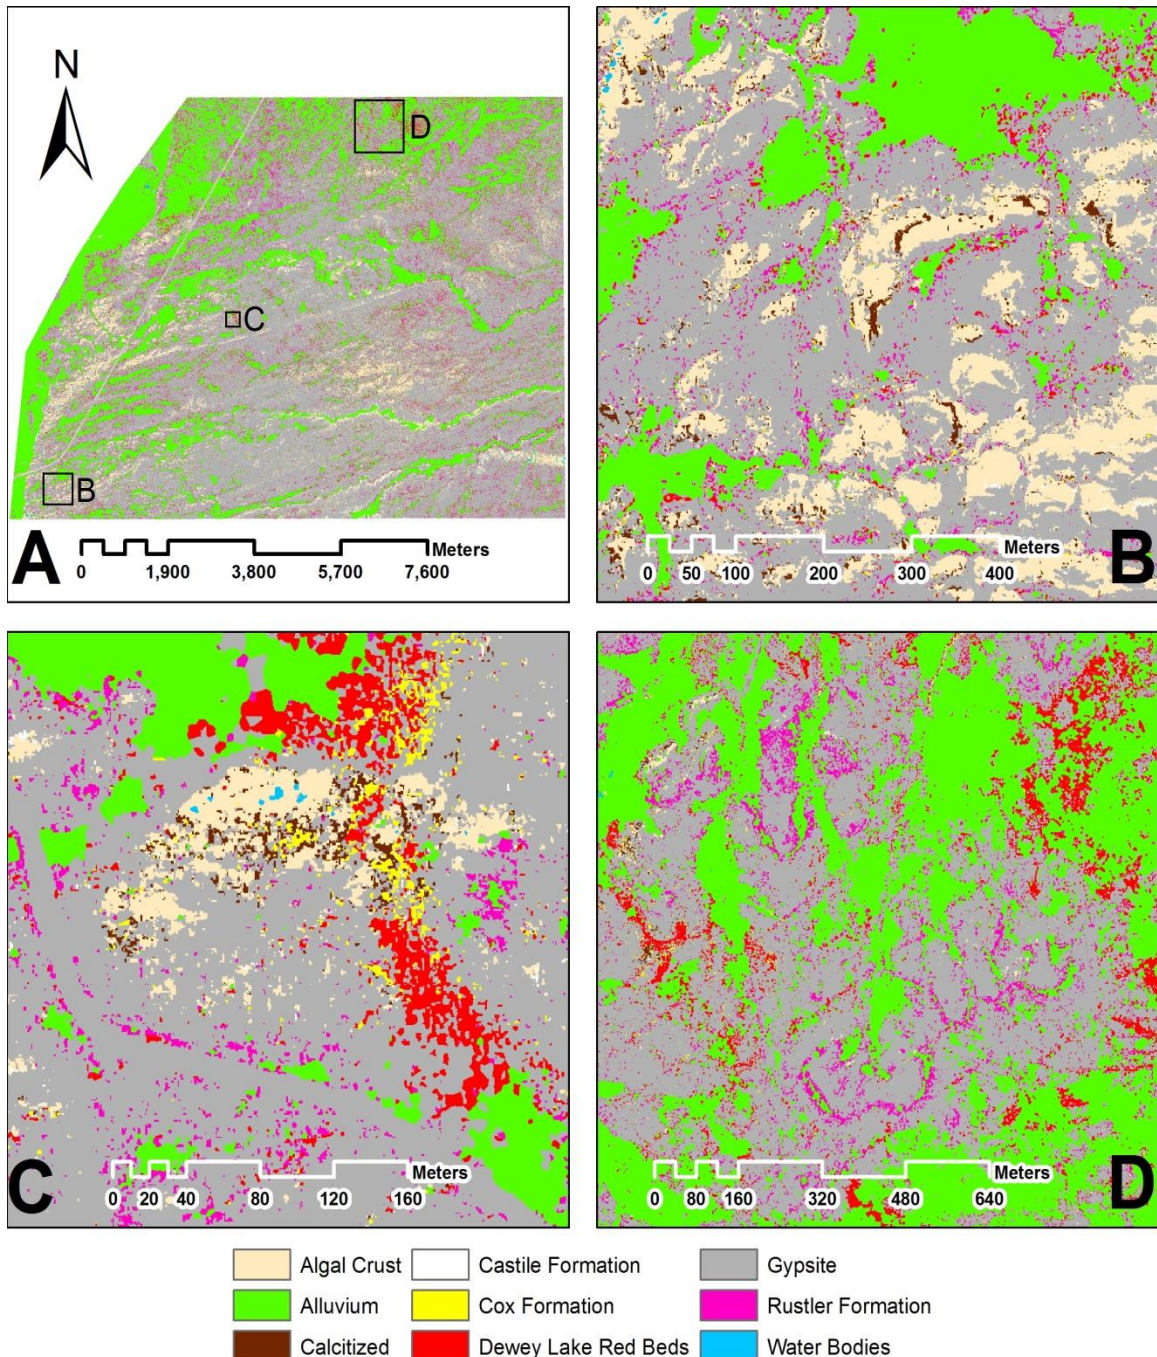 N
D
C
B
A
Meters
0 1,900 3,800 5,700 7,600
Meters
0 50 100 200 300 400
B
Meters
0 20 40 80 120 160
C
Meters
0 80 160 320 480 640
D
Algal Crust Castile Formation Gypsite
Alluvium Cox Formation Rustler Formation
Calcitized Dewey Lake Red Beds Water Bodies